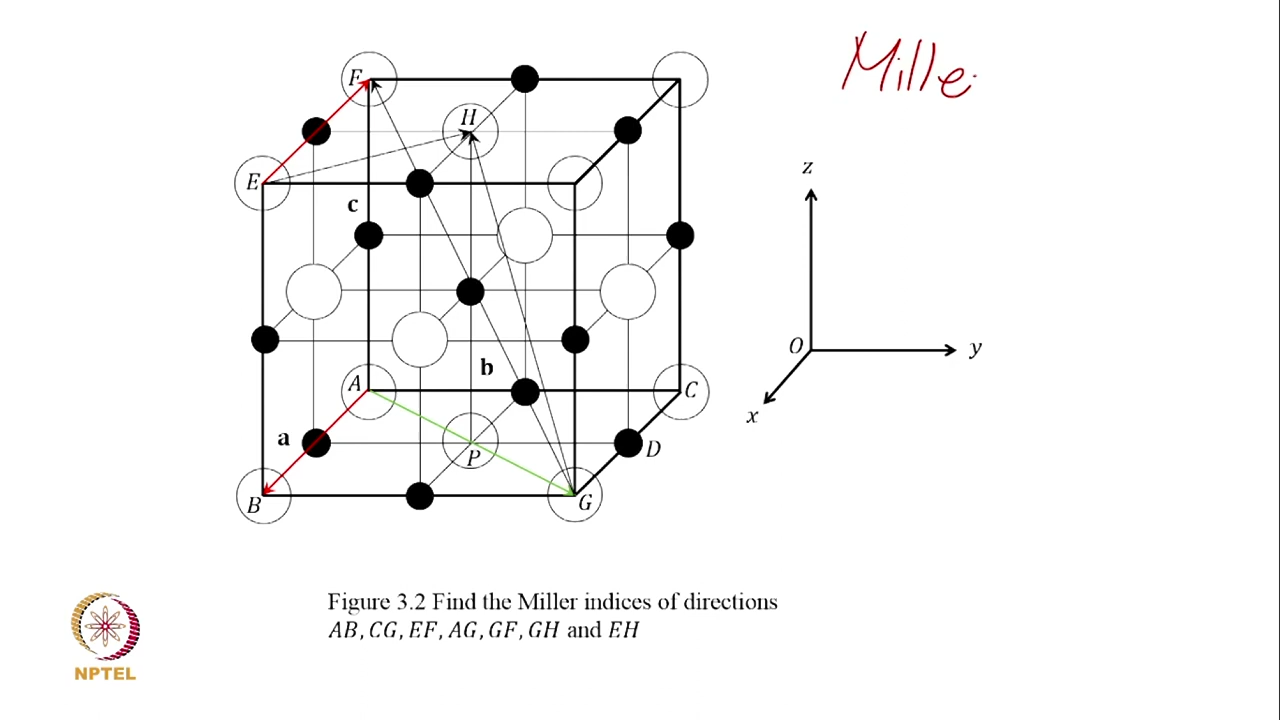 Mille
F
H
E
c
z
O
y
x
b
A
C
a
P
D
B
G
Figure 3.2 Find the Miller indices of directions
AB, CG, EF, AG, GF, GH and EH
NPTEL